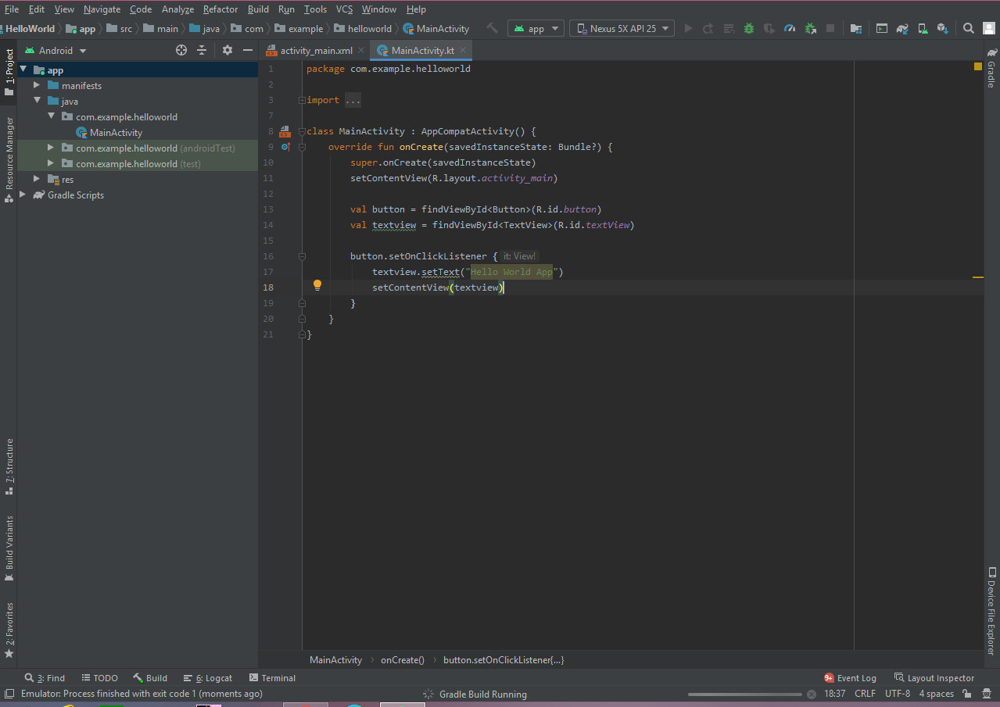 File Edit View Navigate Code Analyze Refactor Build Run Tools VCS Window Help
HelloWorld app src main java com example helloworld MainActivity app Nexus 5X API 25
Android activity_main.xml MainActivity.kt
1: Project
Resource Manager
7: Structure
Build Variants
2: Favorites
app
manifests
java
com.example.helloworld
MainActivity
com.example.helloworld (androidTest)
com.example.helloworld (test)
res
Gradle Scripts
1 package com.example.helloworld
2
3 import ...
7
8 class MainActivity : AppCompatActivity() {
9 override fun onCreate(savedInstanceState: Bundle?) {
10 super.onCreate(savedInstanceState)
11 setContentView(R.layout.activity_main)
12
13 val button = findViewById<Button>(R.id.button)
14 val textview = findViewById<TextView>(R.id.textView)
15
16 button.setOnClickListener { it: View!
17 textview.setText("Hello World App")
18 setContentView(textview)
19 }
20 }
21 }
Gradle
Device File Explorer
MainActivity onCreate() button.setOnClickListener{...}
3: Find TODO Build 6: Logcat Terminal 9+ Event Log Layout Inspector
Emulator: Process finished with exit code 1 (moments ago) Gradle Build Running 18:37 CRLF UTF-8 4 spaces